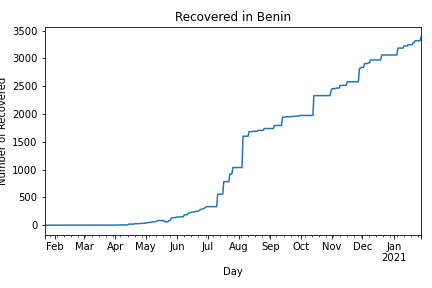 Recovered in Benin
Number of Recovered
3500
3000
2500
2000
1500
1000
500
0
Feb Mar Apr May Jun Jul Aug Sep Oct Nov Dec Jan
2021
Day